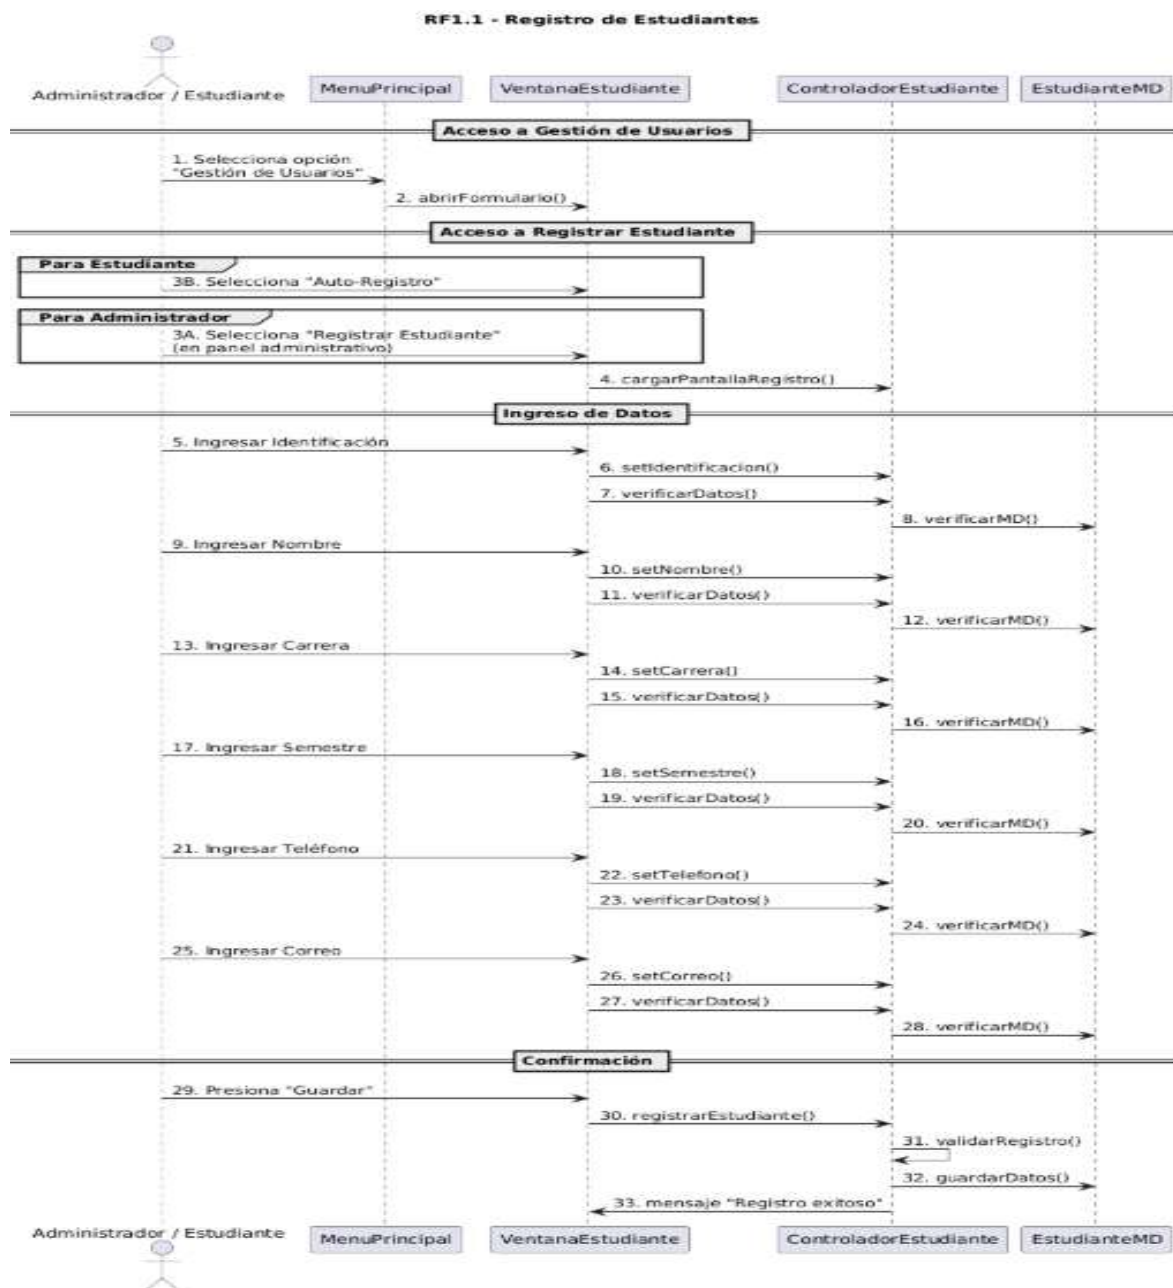 RF1.1 - Registro de Estudiantes
Administrador / Estudiante
MenuPrincipal
VentanaEstudiante
ControladorEstudiante
EstudianteMD
Acceso a Gestión de Usuarios
1. Selecciona opción
"Gestión de Usuarios"
2. abrirFormulario()
Acceso a Registrar Estudiante
Para Estudiante
3B. Selecciona "Auto-Registro"
Para Administrador
3A. Selecciona "Registrar Estudiante"
(en panel administrativo)
4. cargarPantallaRegistro()
Ingreso de Datos
5. Ingresar Identificación
6. setIdentificacion()
7. verificarDatos()
8. verificarMD()
9. Ingresar Nombre
10. setNombre()
11. verificarDatos()
12. verificarMD()
13. Ingresar Carrera
14. setCarrera()
15. verificarDatos()
16. verificarMD()
17. Ingresar Semestre
18. setSemestre()
19. verificarDatos()
20. verificarMD()
21. Ingresar Teléfono
22. setTelefono()
23. verificarDatos()
24. verificarMD()
25. Ingresar Correo
26. setCorreo()
27. verificarDatos()
28. verificarMD()
Confirmación
29. Presiona "Guardar"
30. registrarEstudiante()
31. validarRegistro()
32. guardarDatos()
33. mensaje "Registro exitoso"
Administrador / Estudiante
MenuPrincipal
VentanaEstudiante
ControladorEstudiante
EstudianteMD